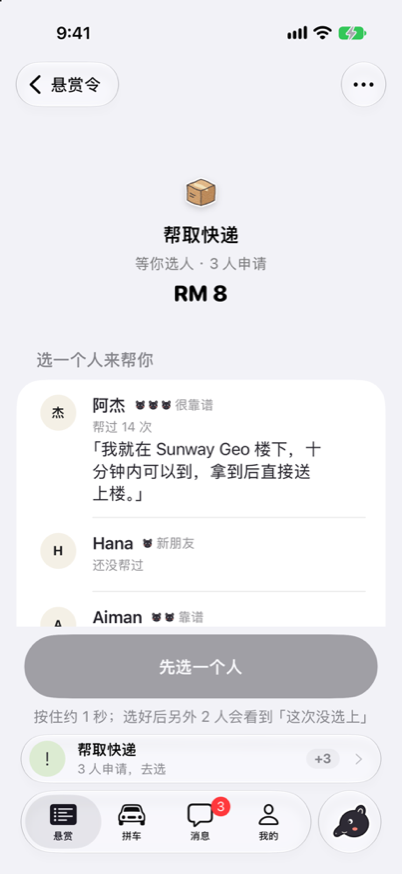 9:41
悬赏令
帮取快递
等你选人 · 3 人申请
RM 8
选一个人来帮你
杰
阿杰 很靠谱
帮过 14 次
「我就在 Sunway Geo 楼下，十
分钟内可以到，拿到后直接送
上楼。」
H
Hana 新朋友
还没帮过
A
Aiman 靠谱
先选一个人
按住约 1 秒；选好后另外 2 人会看到「这次没选上」
!
帮取快递
3 人申请，去选
+3
3
悬赏
拼车
消息
我的